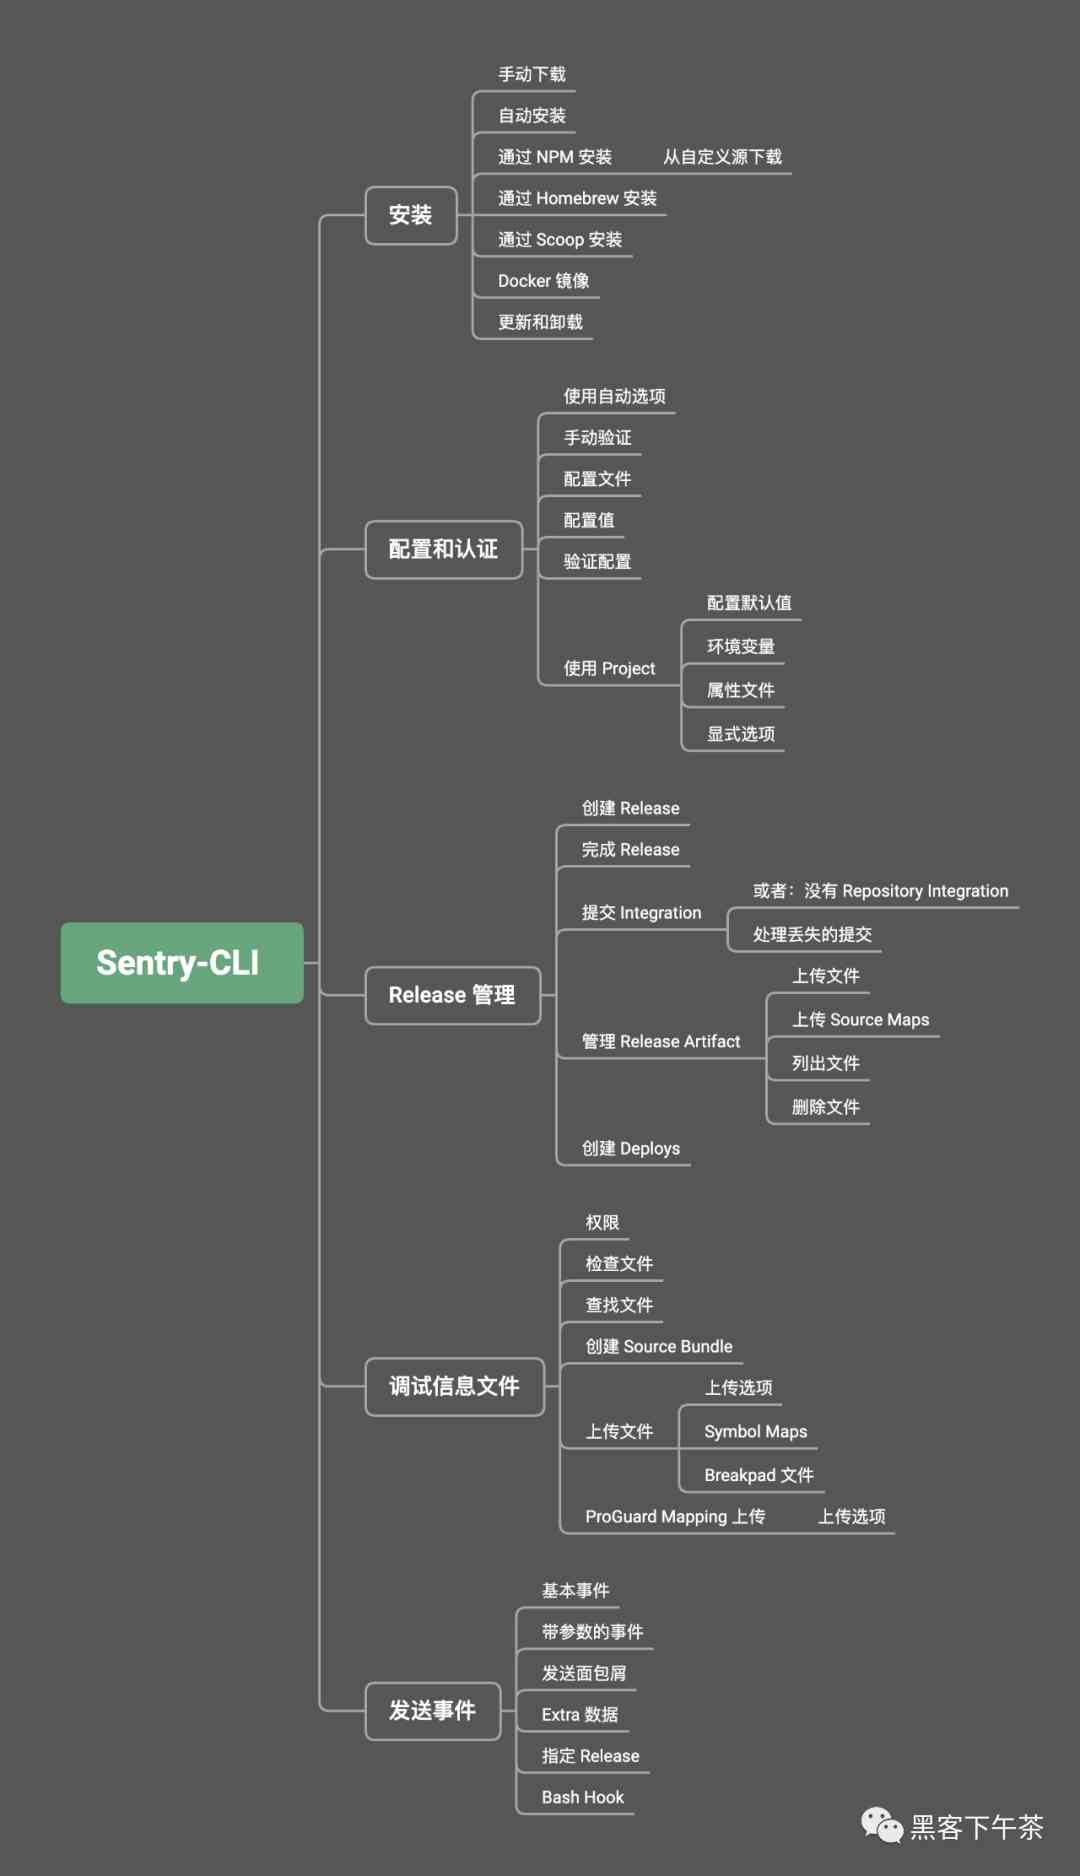 Sentry-CLI
安装
手动下载
自动安装
通过 NPM 安装
从自定义源下载
通过 Homebrew 安装
通过 Scoop 安装
Docker 镜像
更新和卸载
配置和认证
使用自动选项
手动验证
配置文件
配置值
验证配置
使用 Project
配置默认值
环境变量
属性文件
显式选项
Release 管理
创建 Release
完成 Release
提交 Integration
或者：没有 Repository Integration
处理丢失的提交
管理 Release Artifact
上传文件
上传 Source Maps
列出文件
删除文件
创建 Deploys
调试信息文件
权限
检查文件
查找文件
创建 Source Bundle
上传文件
上传选项
Symbol Maps
Breakpad 文件
ProGuard Mapping 上传
上传选项
发送事件
基本事件
带参数的事件
发送面包屑
Extra 数据
指定 Release
Bash Hook
黑客下午茶